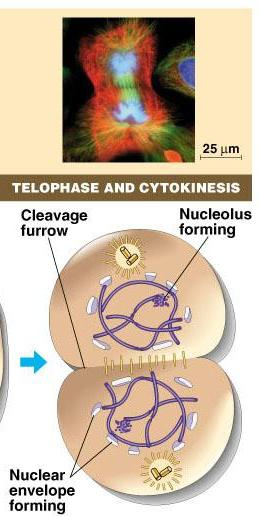 25 μm
TELOPHASE AND CYTOKINESIS
Cleavage
furrow
Nucleolus
forming
Nuclear
envelope
forming